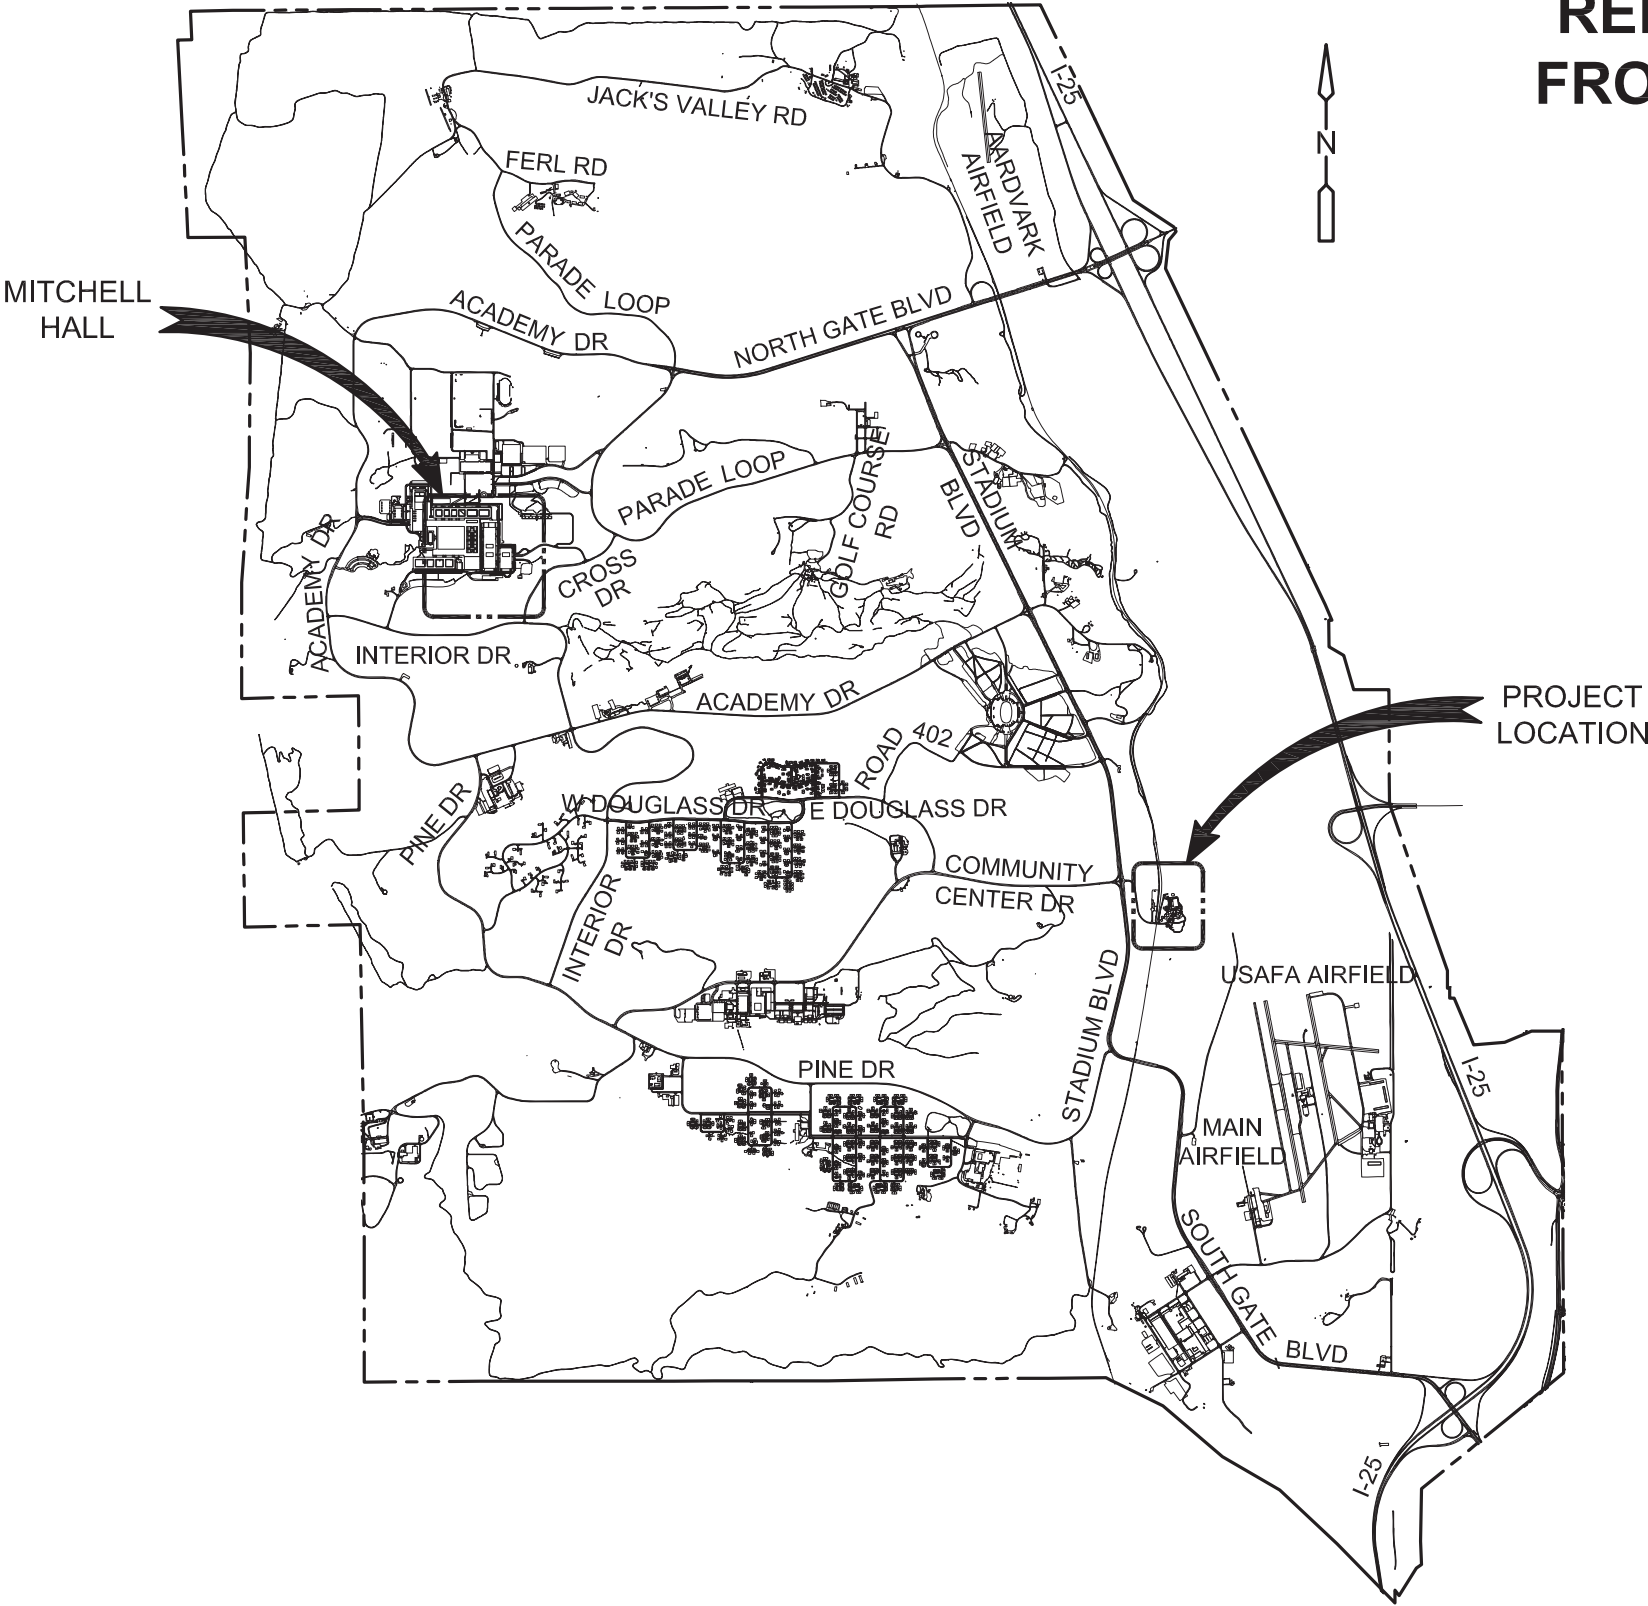 REI
FRO
I-25
JACK'S VALLEY RD
N
AARDVARK
AIRFIELD
FERL RD
PARADE LOOP
MITCHELL
HALL
ACADEMY DR
NORTH GATE BLVD
GOLF COURSE
RD
PARADE LOOP
STADIUM
BLVD
ACADEMY DR
CROSS
DR
INTERIOR DR
ACADEMY DR
PROJECT
LOCATION
ROAD 402
PINE DR
W DOUGLASS DR
E DOUGLASS DR
COMMUNITY
CENTER DR
INTERIOR
DR
STADIUM BLVD
USAFA AIRFIELD
PINE DR
I-25
MAIN
AIRFIELD
SOUTH GATE
BLVD
I-25